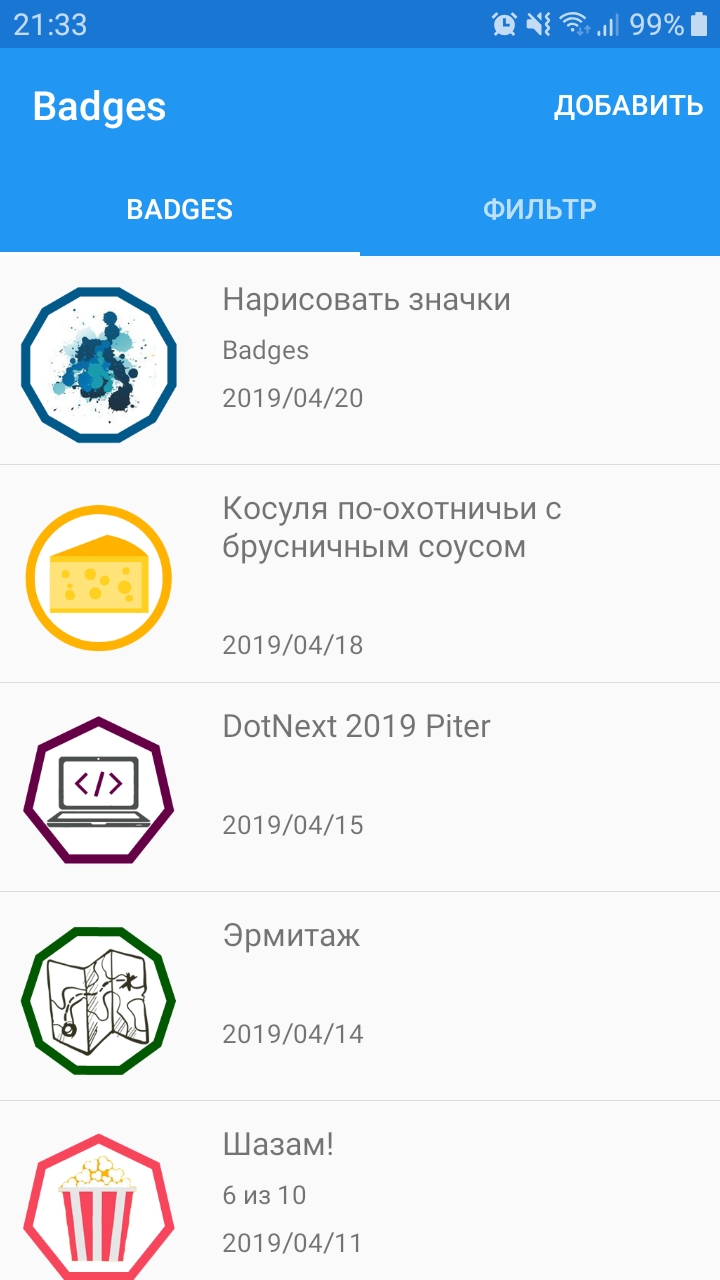 21:33
99%
Badges
ДОБАВИТЬ
BADGES
ФИЛЬТР
Нарисовать значки
Badges
2019/04/20
Косуля по-охотничьи с
брусничным соусом
2019/04/18
DotNext 2019 Piter
2019/04/15
</>
Эрмитаж
2019/04/14
Шазам!
6 из 10
2019/04/11